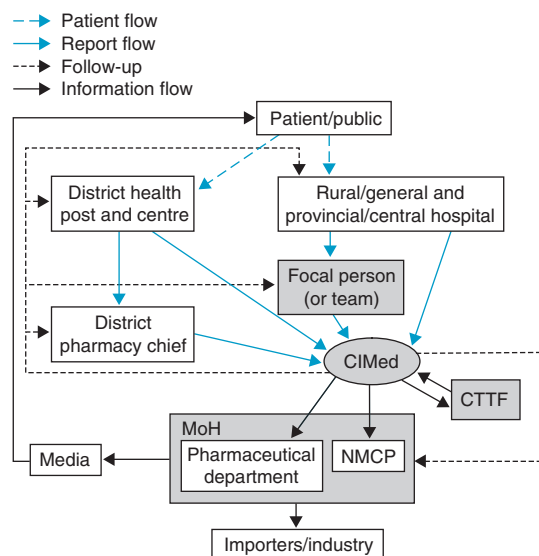 Patient flow
Report flow
Follow-up
Information flow
Patient/public
District health
post and centre
Rural/general and
provincial/central hospital
Focal person
(or team)
District
pharmacy chief
CIMed
CTTF
MoH
Pharmaceutical
department
NMCP
Media
Importers/industry